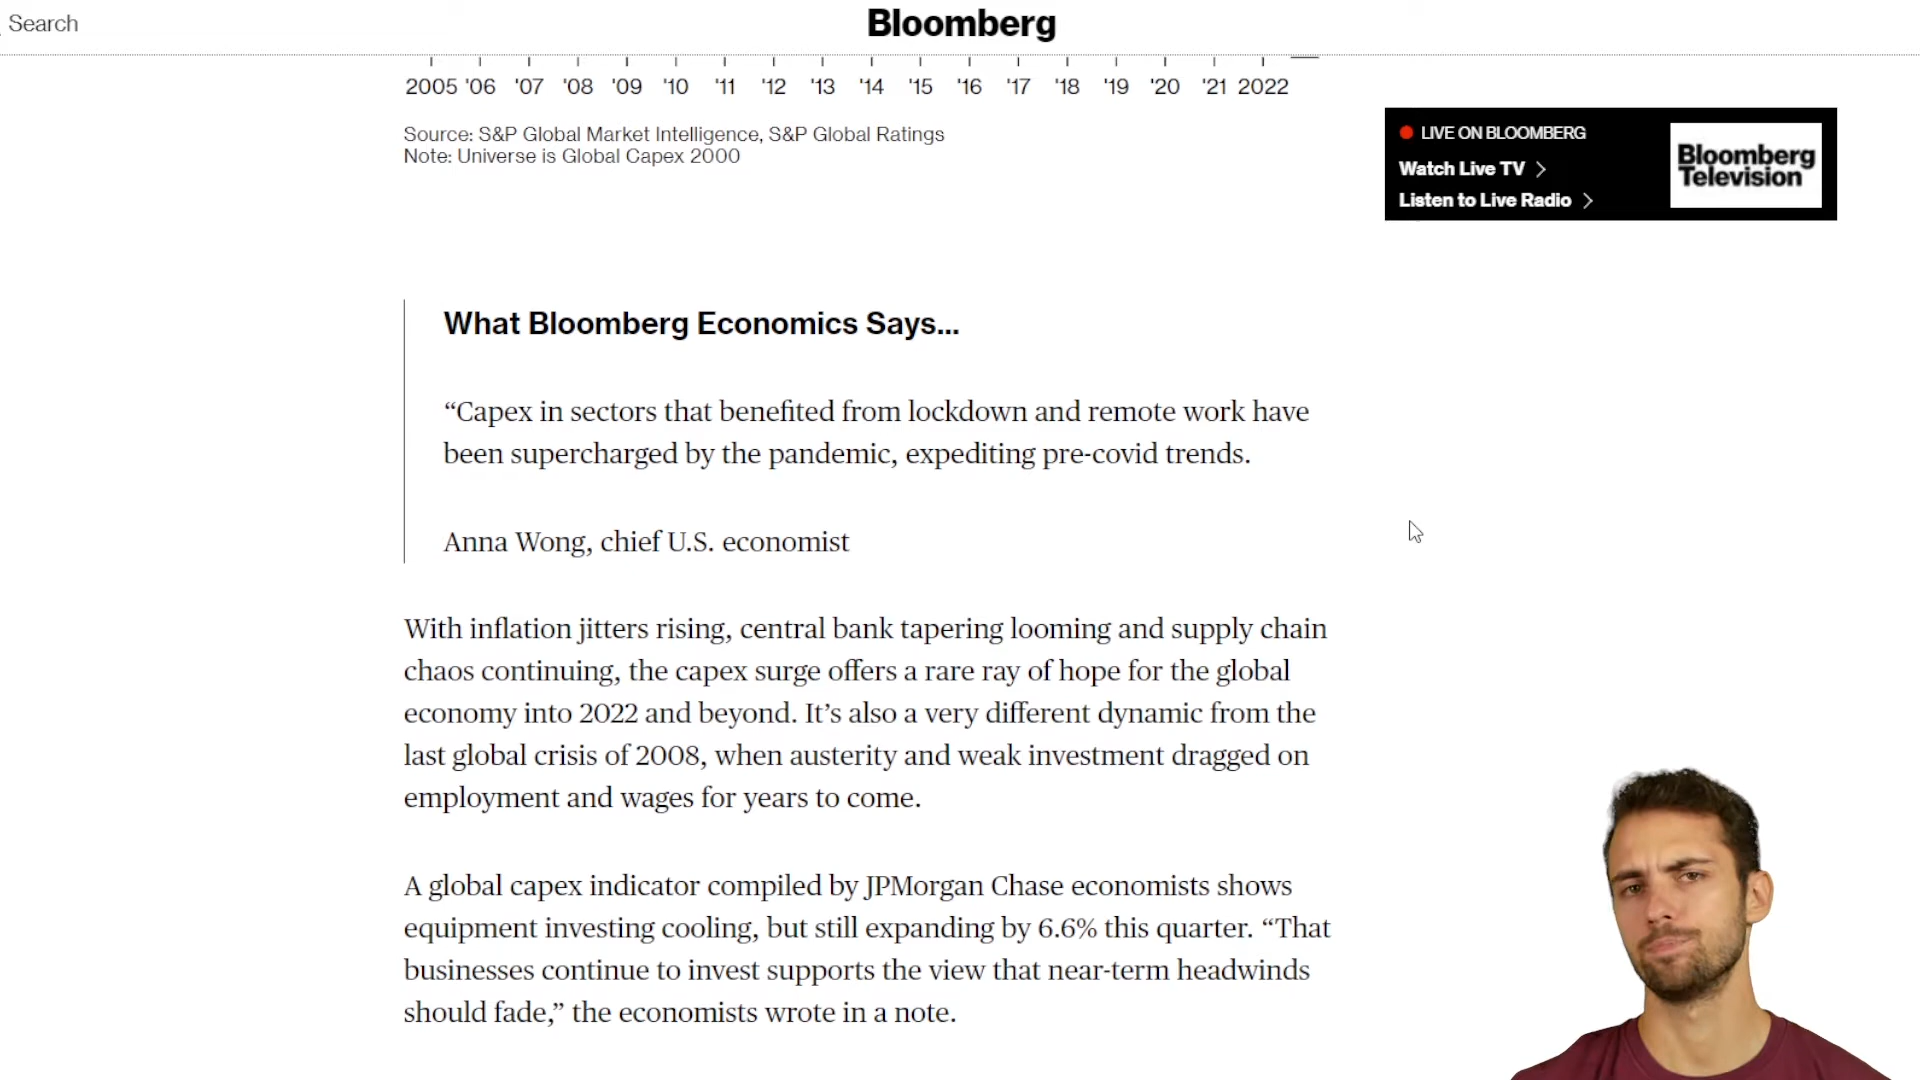 Search
Bloomberg
2005 '06 '07 '08 '09 '10 '11 '12 '13 '14 '15 '16 '17 '18 '19 '20 '21 2022
Source: S&P Global Market Intelligence, S&P Global Ratings
Note: Universe is Global Capex 2000
LIVE ON BLOOMBERG
Watch Live TV
Listen to Live Radio
Bloomberg
Television
What Bloomberg Economics Says...
“Capex in sectors that benefited from lockdown and remote work have
been supercharged by the pandemic, expediting pre-covid trends.
Anna Wong, chief U.S. economist
With inflation jitters rising, central bank tapering looming and supply chain
chaos continuing, the capex surge offers a rare ray of hope for the global
economy into 2022 and beyond. It’s also a very different dynamic from the
last global crisis of 2008, when austerity and weak investment dragged on
employment and wages for years to come.
A global capex indicator compiled by JPMorgan Chase economists shows
equipment investing cooling, but still expanding by 6.6% this quarter. “That
businesses continue to invest supports the view that near-term headwinds
should fade,” the economists wrote in a note.